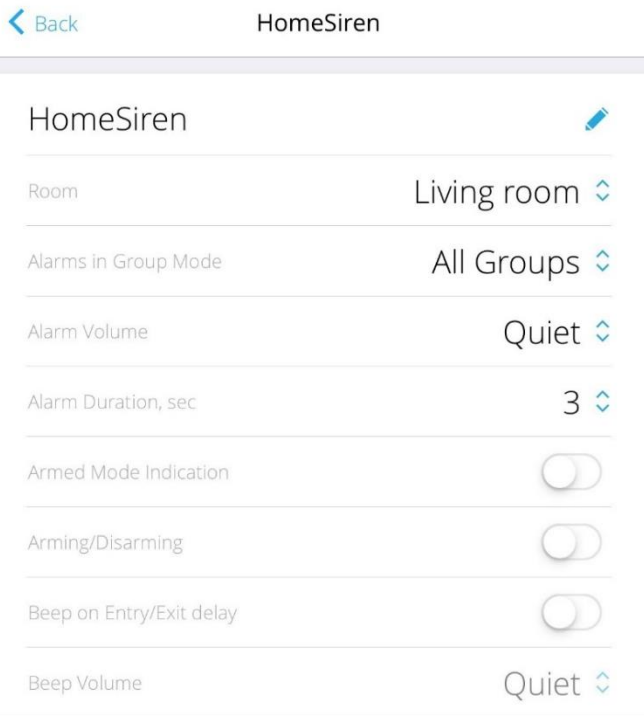 Back
HomeSiren
HomeSiren
Room
Living room
Alarms in Group Mode
All Groups
Alarm Volume
Quiet
Alarm Duration, sec
3
Armed Mode Indication
Arming/Disarming
Beep on Entry/Exit delay
Beep Volume
Quiet